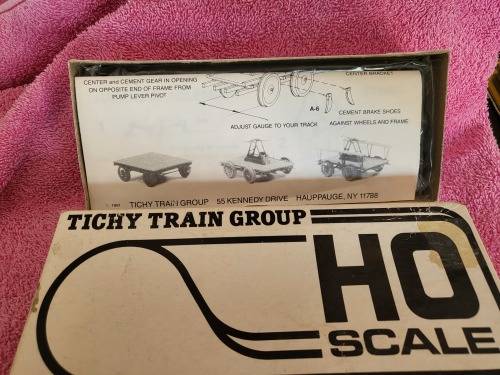 CENTER and CEMENT GEAR IN OPENING
ON OPPOSITE END OF FRAME FROM
PUMP LEVER PIVOT
CENTER BRACKET
A-6
CEMENT BRAKE SHOES
ADJUST GAUGE TO YOUR TRACK
AGAINST WHEELS AND FRAME
TICHY TRAIN GROUP 55 KENNEDY DRIVE HAUPPAUGE, NY 11788
TICHY TRAIN GROUP
HO
SCALE